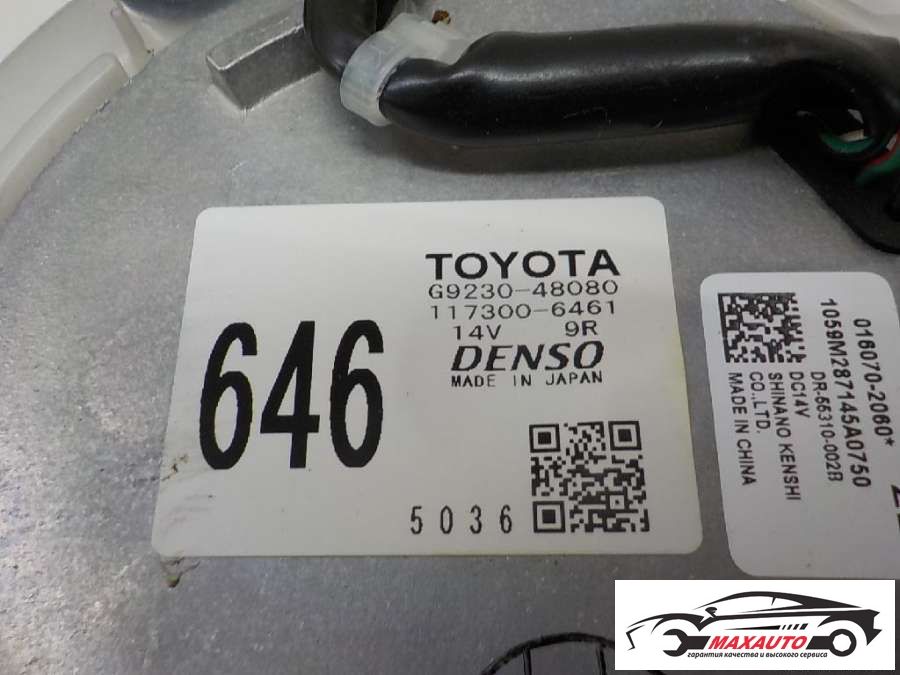 TOYOTA
G9230-48080
117300-6461
14V 9R
DENSO
MADE IN JAPAN
646
5036
016070-2060*
1059M287145A0750
DR-55310-002B
DC14V
SHINANO KENSHI
CO.,LTD.
MADE IN CHINA
MAXAUTO
гарантия качества и высокого сервиса